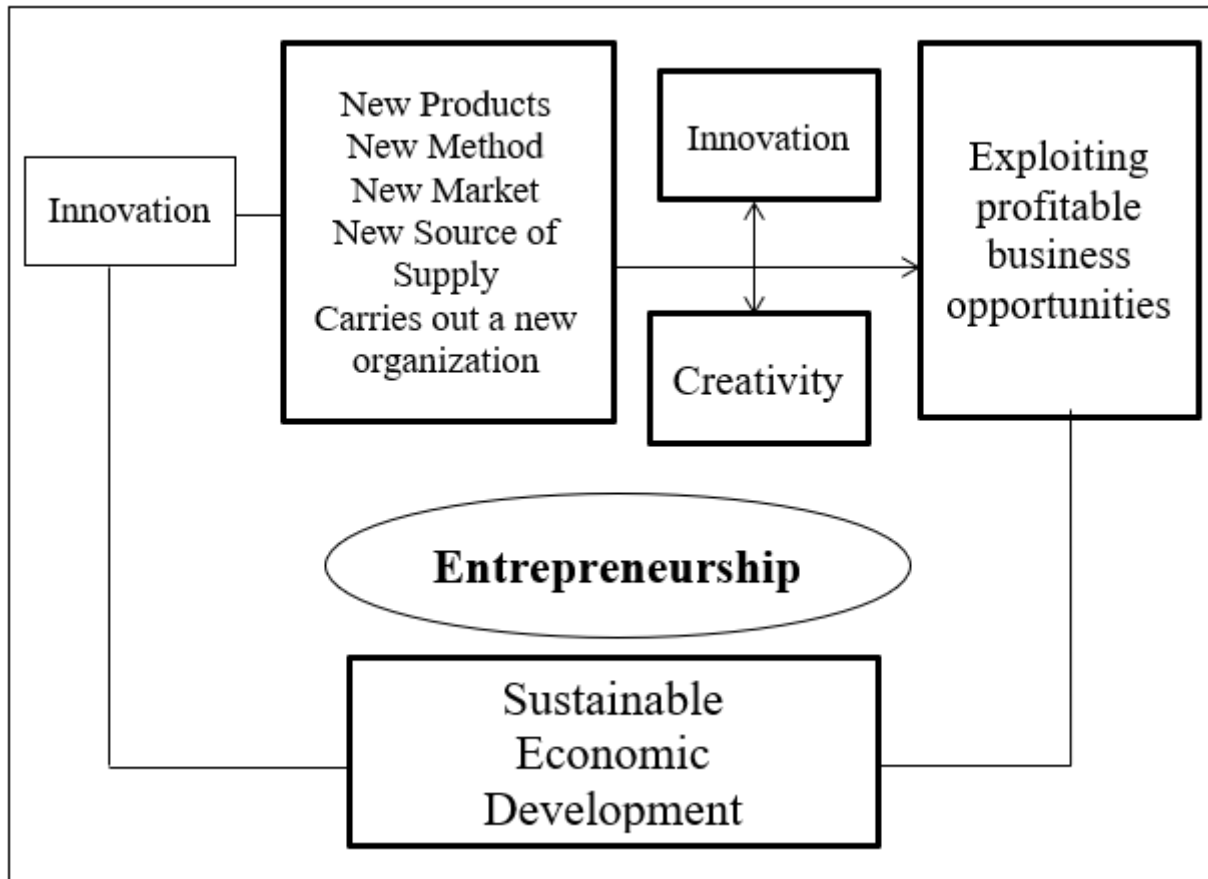 Innovation
New Products
New Method
New Market
New Source of
Supply
Carries out a new
organization
Innovation
Creativity
Exploiting
profitable
business
opportunities
Entrepreneurship
Sustainable
Economic
Development